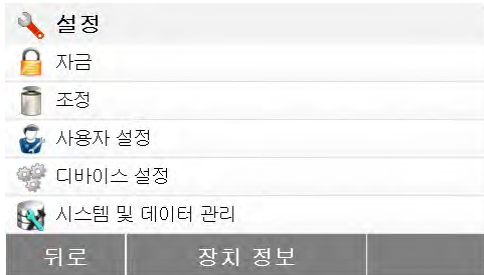 설정
자금
조정
사용자 설정
디바이스 설정
시스템 및 데이터 관리
뒤로 장치 정보